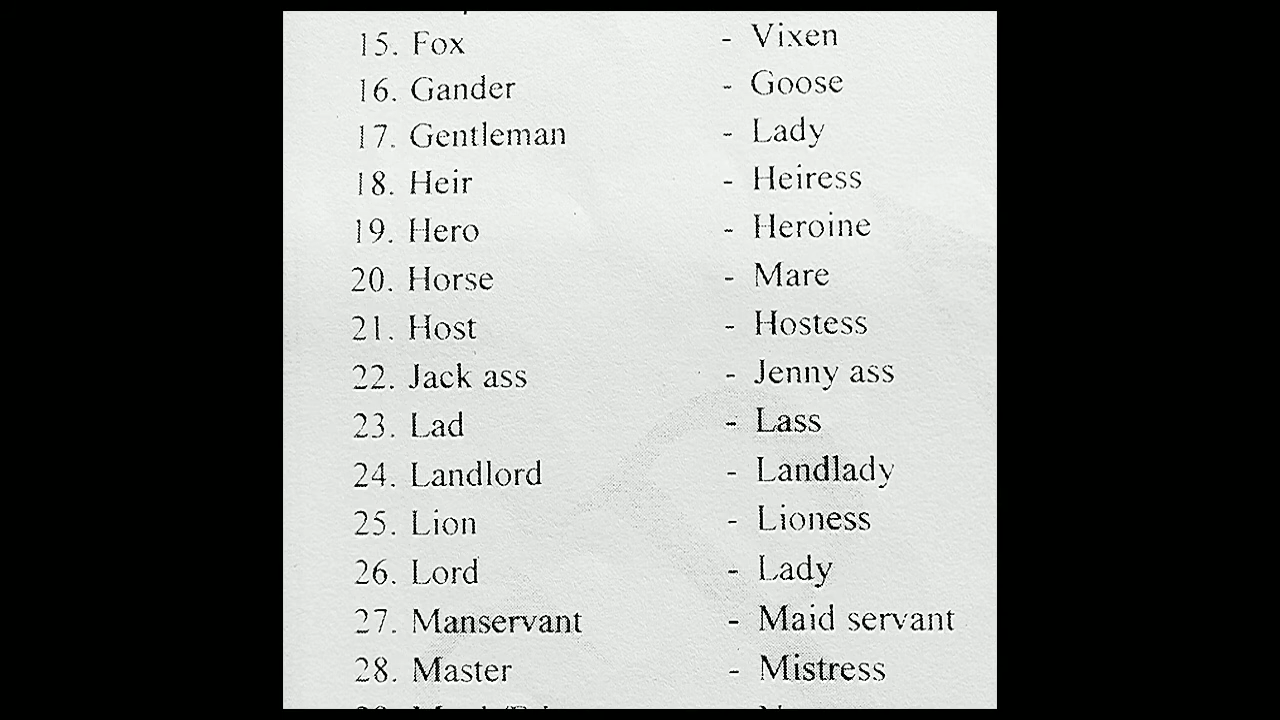 15. Fox - Vixen
16. Gander - Goose
17. Gentleman - Lady
18. Heir - Heiress
19. Hero - Heroine
20. Horse - Mare
21. Host - Hostess
22. Jack ass - Jenny ass
23. Lad - Lass
24. Landlord - Landlady
25. Lion - Lioness
26. Lord - Lady
27. Manservant - Maid servant
28. Master - Mistress